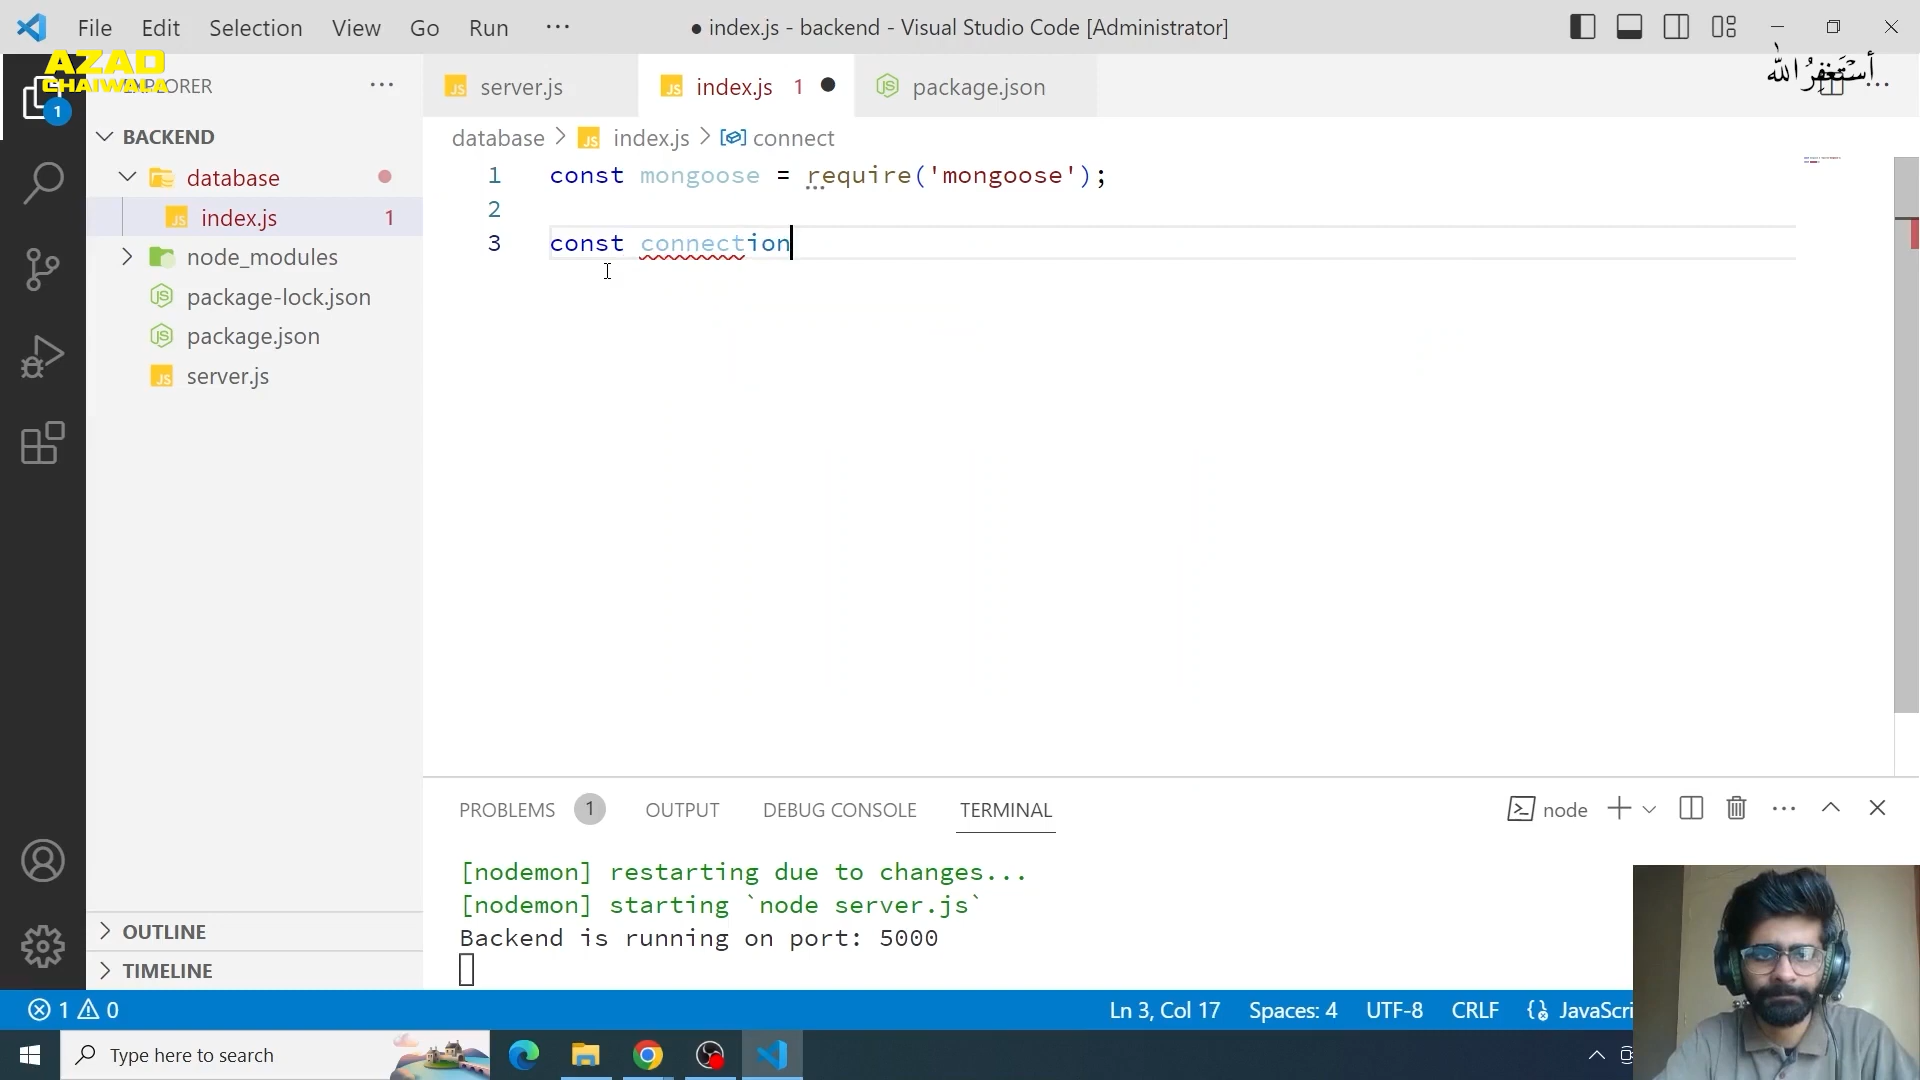 File Edit Selection View Go Run ···
● index.js - backend - Visual Studio Code [Administrator]
AZAD
CHAIWALA
أَسْتَغْفِرُ اللّٰه
EXPLORER
1
server.js
index.js 1
package.json
BACKEND
database
index.js 1
node_modules
package-lock.json
package.json
server.js
OUTLINE
TIMELINE
database > index.js > connect
1 const mongoose = require('mongoose');
2
3 const connection
PROBLEMS 1 OUTPUT DEBUG CONSOLE TERMINAL
node
[nodemon] restarting due to changes...
[nodemon] starting `node server.js`
Backend is running on port: 5000
1 0
Ln 3, Col 17 Spaces: 4 UTF-8 CRLF JavaScri
Type here to search